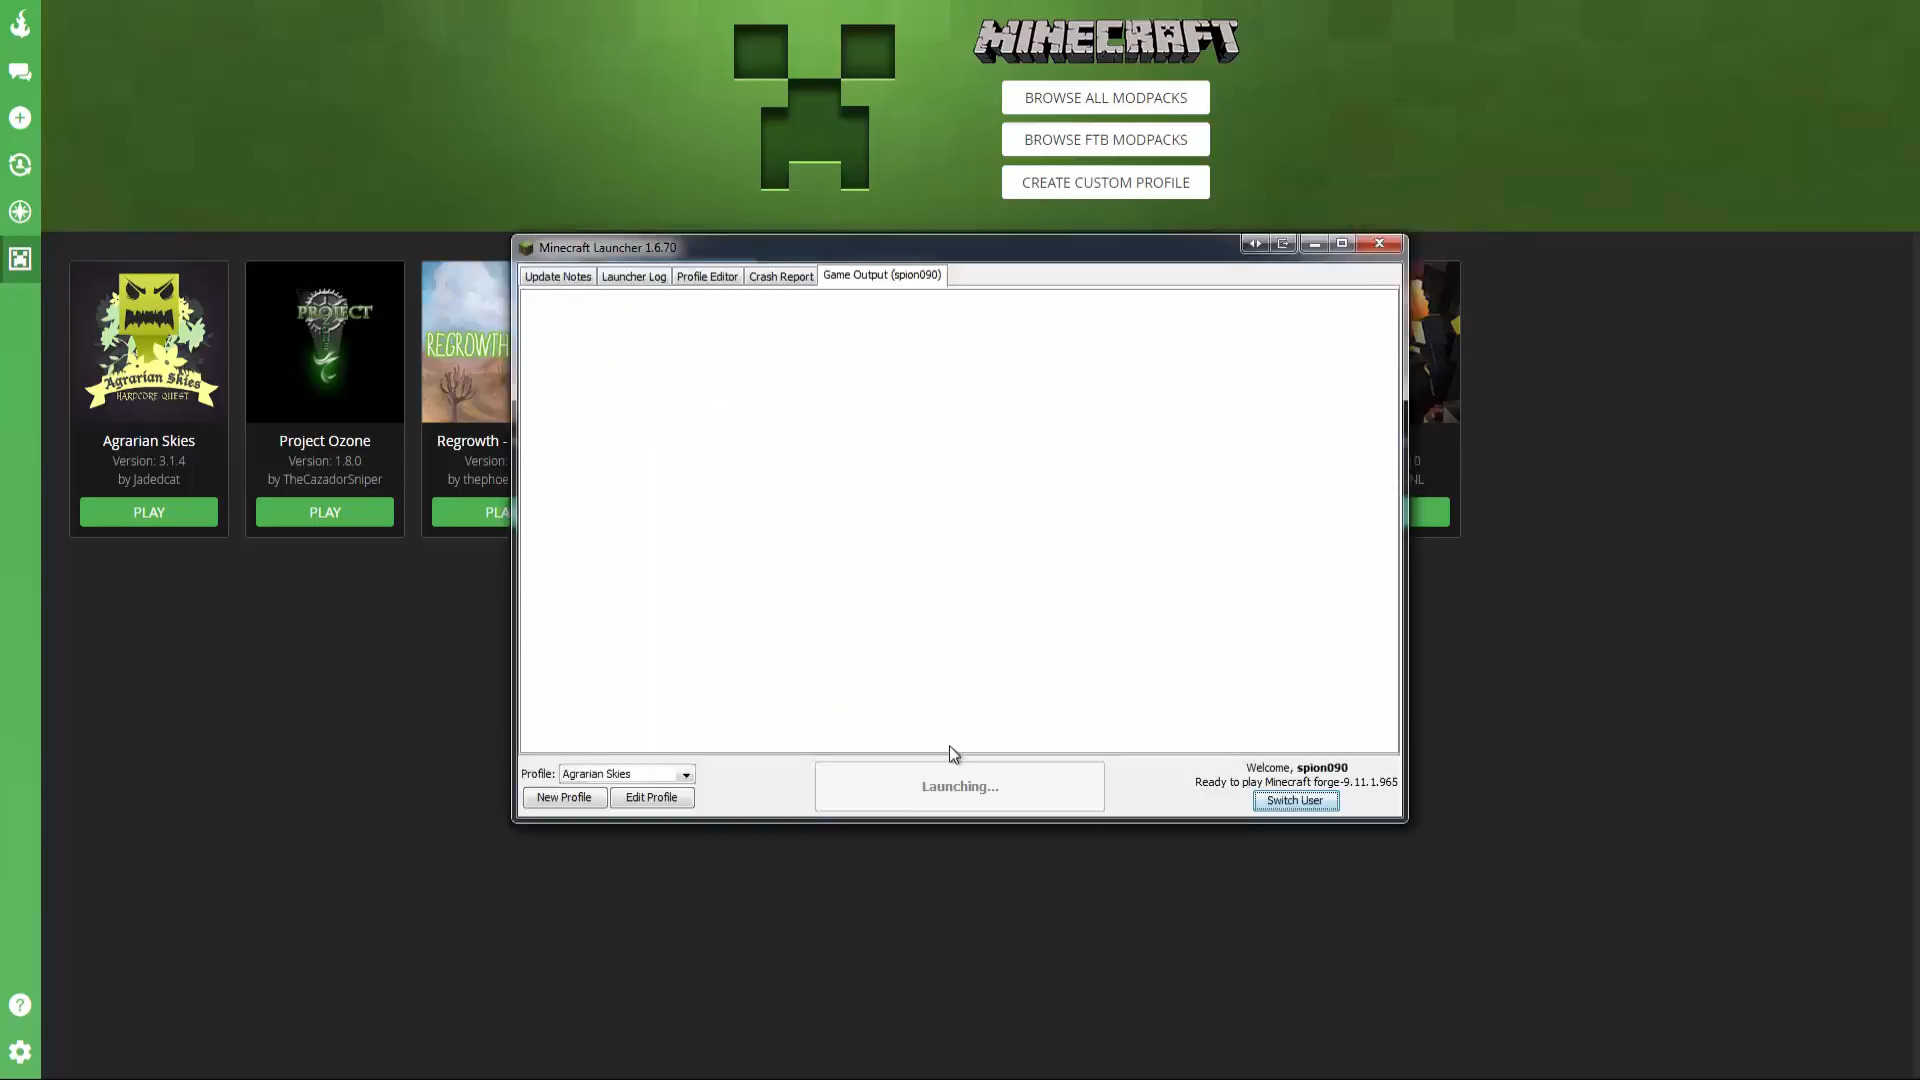 MINECRAFT
BROWSE ALL MODPACKS
BROWSE FTB MODPACKS
CREATE CUSTOM PROFILE
Minecraft Launcher 1.6.70
Update Notes
Launcher Log
Profile Editor
Crash Report
Game Output (spion090)
Agrarian Skies
HARDCORE QUEST
PROJECT
REGROWTH
Agrarian Skies
Version: 3.1.4
by Jadedcat
PLAY
Project Ozone
Version: 1.8.0
by TheCazadorSniper
PLAY
Regrowth -
Version:
by thephoe
PLA
0
NL
Profile:
Agrarian Skies
New Profile
Edit Profile
Launching...
Welcome, spion090
Ready to play Minecraft forge-9.11.1.965
Switch User